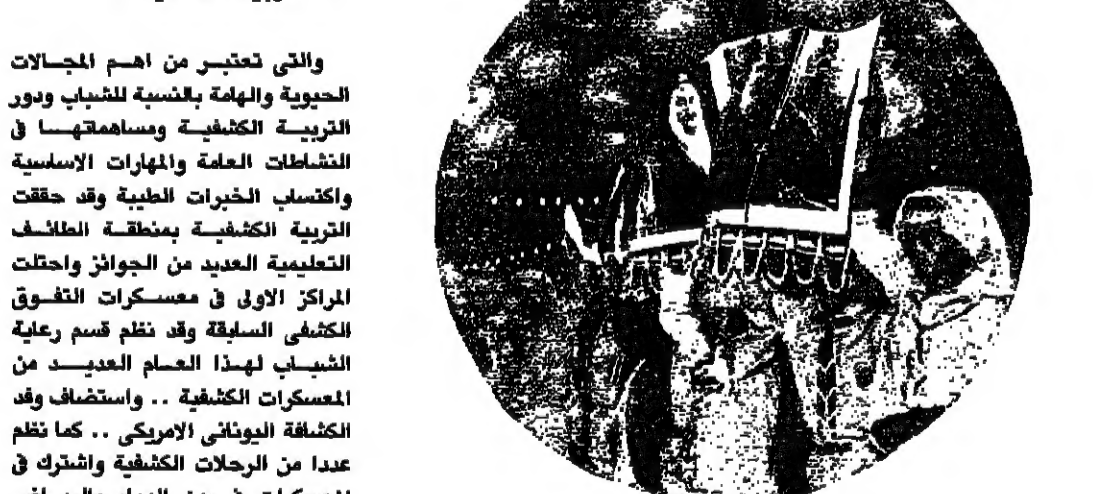 والتى تعتبر من اهم المجالات
الحيوية والهامة بالنسبة للشباب ودور
التربية الكشفية ومساهماتها في
النشاطات العامة والمهارات الاساسية
واكتساب الخبرات الطيبة وقد حققت
التربية الكشفية بمنطقة الطائف
التعليمية العديد من الجوائز واحتلت
المراكز الاولى في معسكرات التفوق
الكشفى السابقة وقد نظم قسم رعاية
الشباب لهذا العام العديد من
المعسكرات الكشفية .. واستضاف وفد
الكشافة اليونانى الامريكى .. كما نظم
عددا من الرحلات الكشفية واشترك في